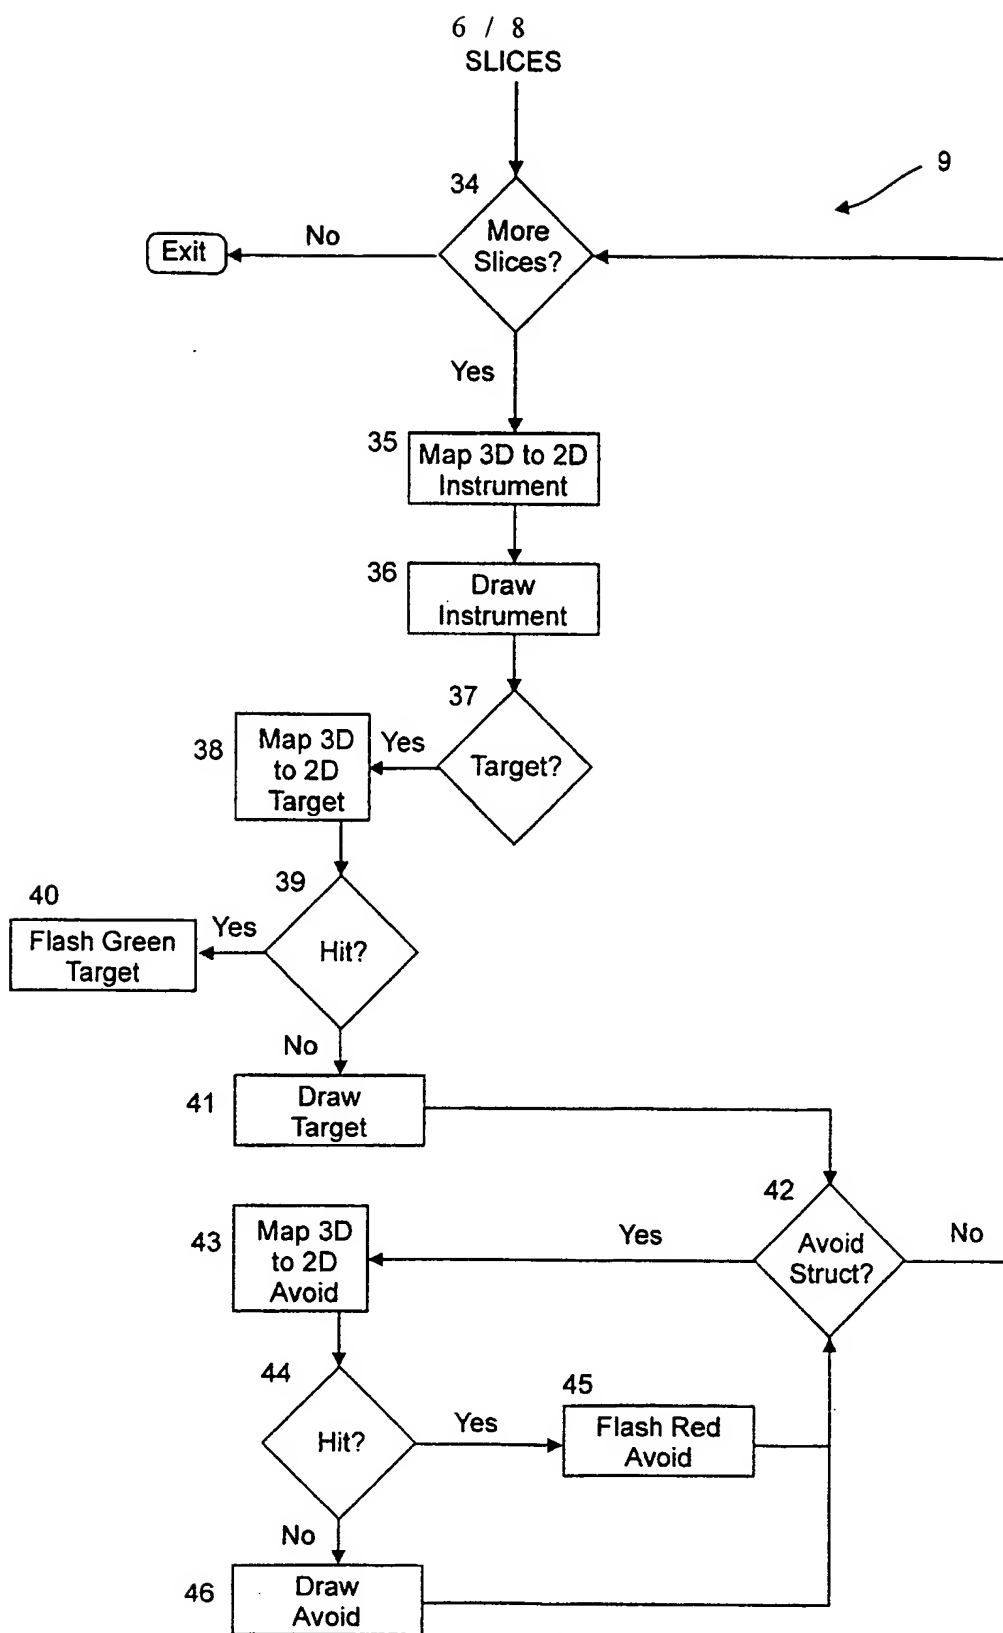 6 / 8
SLICES
9
34
More
Slices?
No
Exit
Yes
35
Map 3D to 2D
Instrument
36
Draw
Instrument
37
Target?
Yes
38
Map 3D
to 2D
Target
39
Hit?
Yes
40
Flash Green
Target
No
41
Draw
Target
42
Avoid
Struct?
No
Yes
43
Map 3D
to 2D
Avoid
44
Hit?
Yes
45
Flash Red
Avoid
No
46
Draw
Avoid